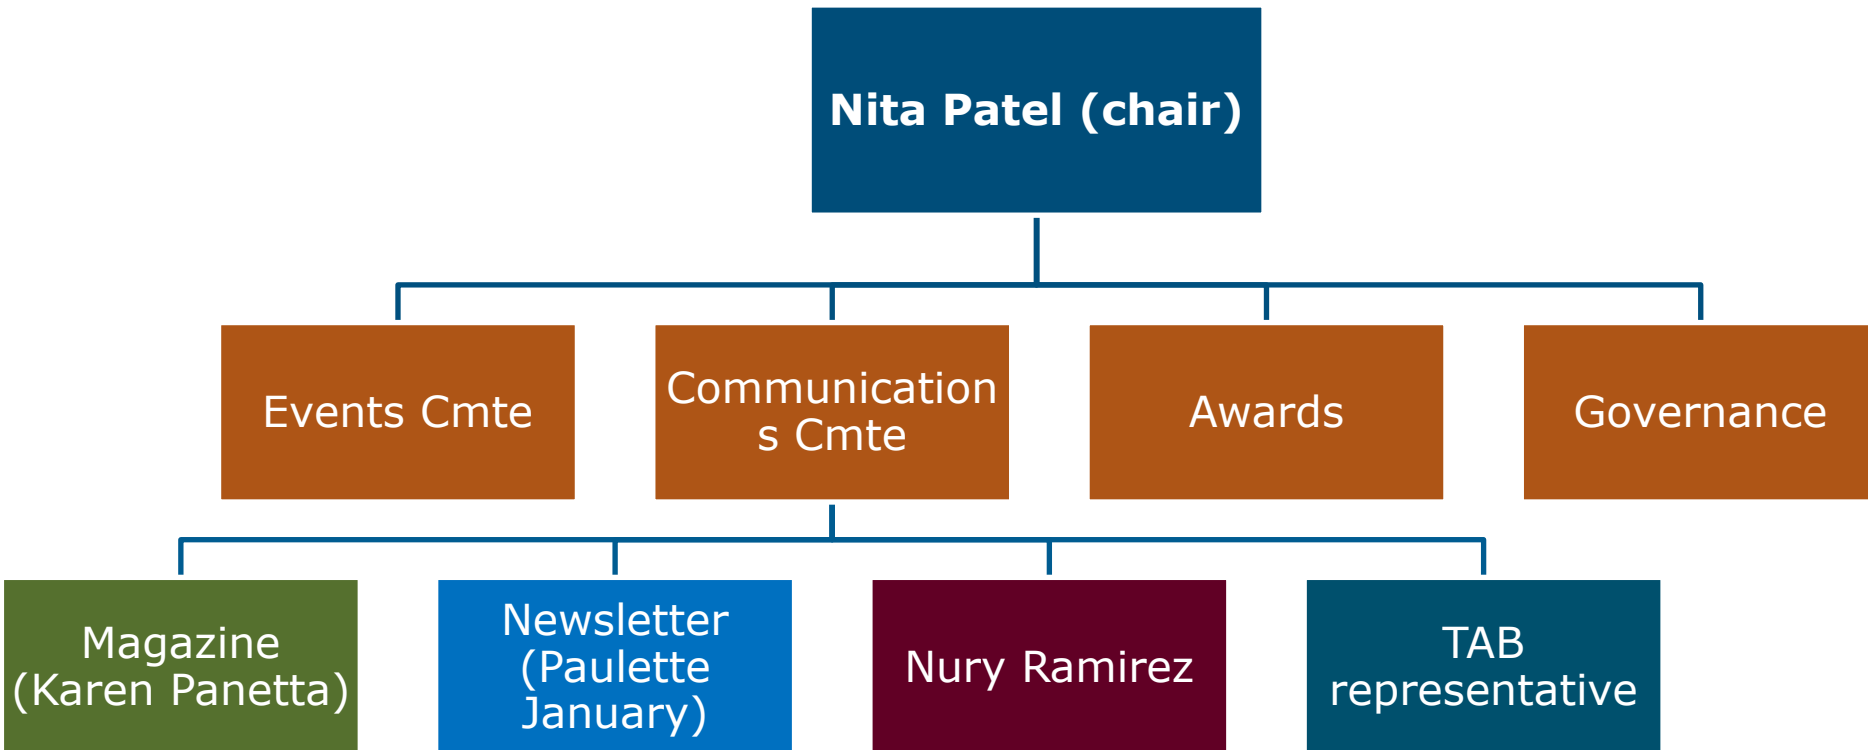 Nita Patel (chair)
Events Cmte
Communication
s Cmte
Awards
Governance
Magazine
(Karen Panetta)
Newsletter
(Paulette
January)
Nury Ramirez
TAB
representative